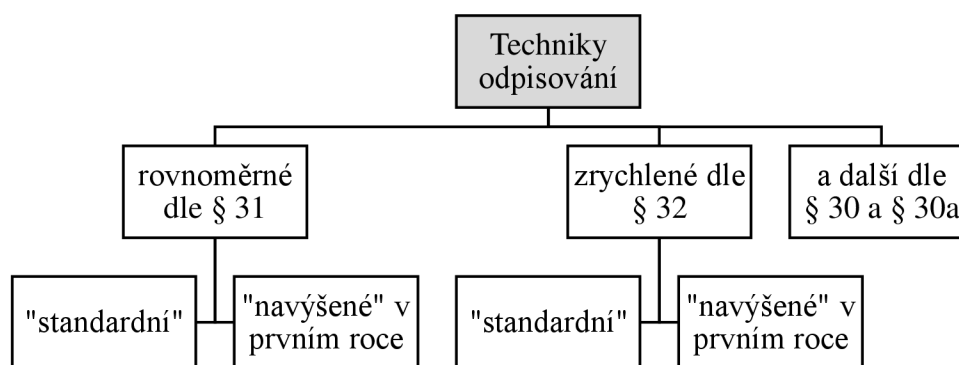 Techniky
odpisování
rovnoměrné
dle § 31
zrychlené dle
§ 32
a další dle
§ 30 a § 30a
"standardní"
"navýšené" v
prvním roce
"standardní"
"navýšené" v
prvním roce